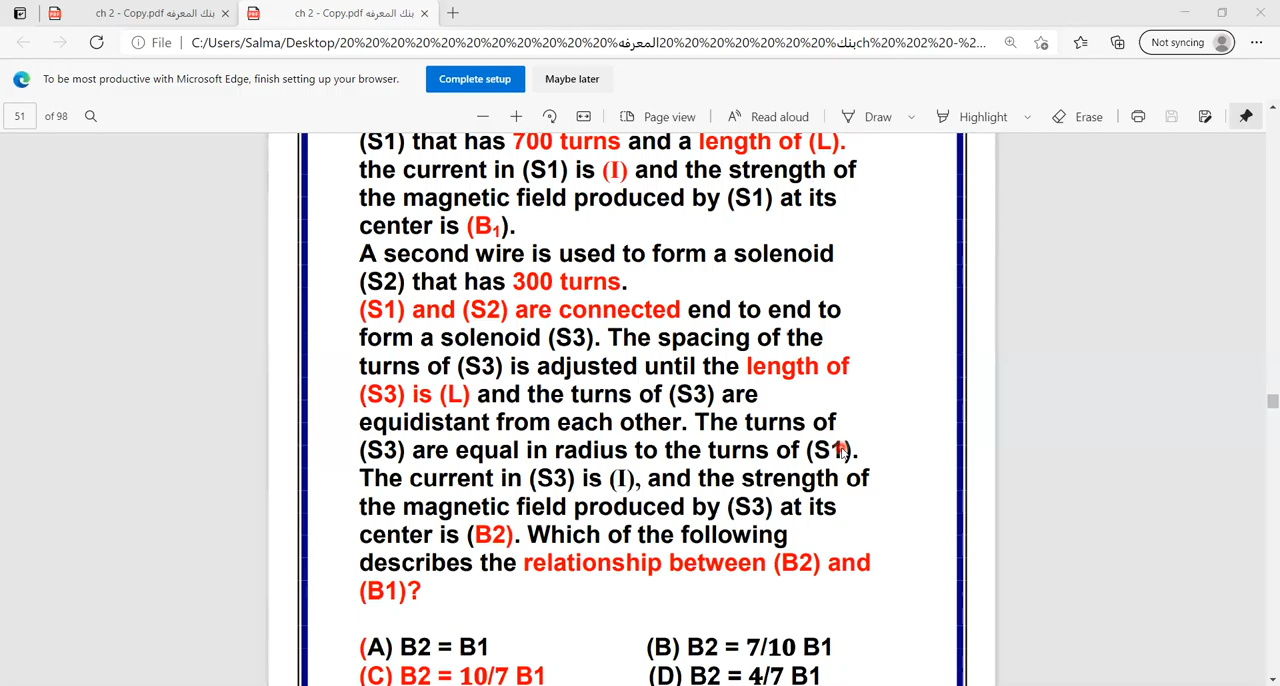 ch 2 - Copy.pdf بنك المعرفه
ch 2 - Copy.pdf بنك المعرفه
File
Not syncing
To be most productive with Microsoft Edge, finish setting up your browser.
Complete setup
Maybe later
51 of 98
Page view
Read aloud
Draw
Highlight
Erase
(S1) that has 700 turns and a length of (L).
the current in (S1) is (I) and the strength of
the magnetic field produced by (S1) at its
center is (B₁).
A second wire is used to form a solenoid
(S2) that has 300 turns.
(S1) and (S2) are connected end to end to
form a solenoid (S3). The spacing of the
turns of (S3) is adjusted until the length of
(S3) is (L) and the turns of (S3) are
equidistant from each other. The turns of
(S3) are equal in radius to the turns of (S1).
The current in (S3) is (I), and the strength of
the magnetic field produced by (S3) at its
center is (B2). Which of the following
describes the relationship between (B2) and
(B1)?
(A) B2 = B1 (B) B2 = 7/10 B1
(C) B2 = 10/7 B1 (D) B2 = 4/7 B1